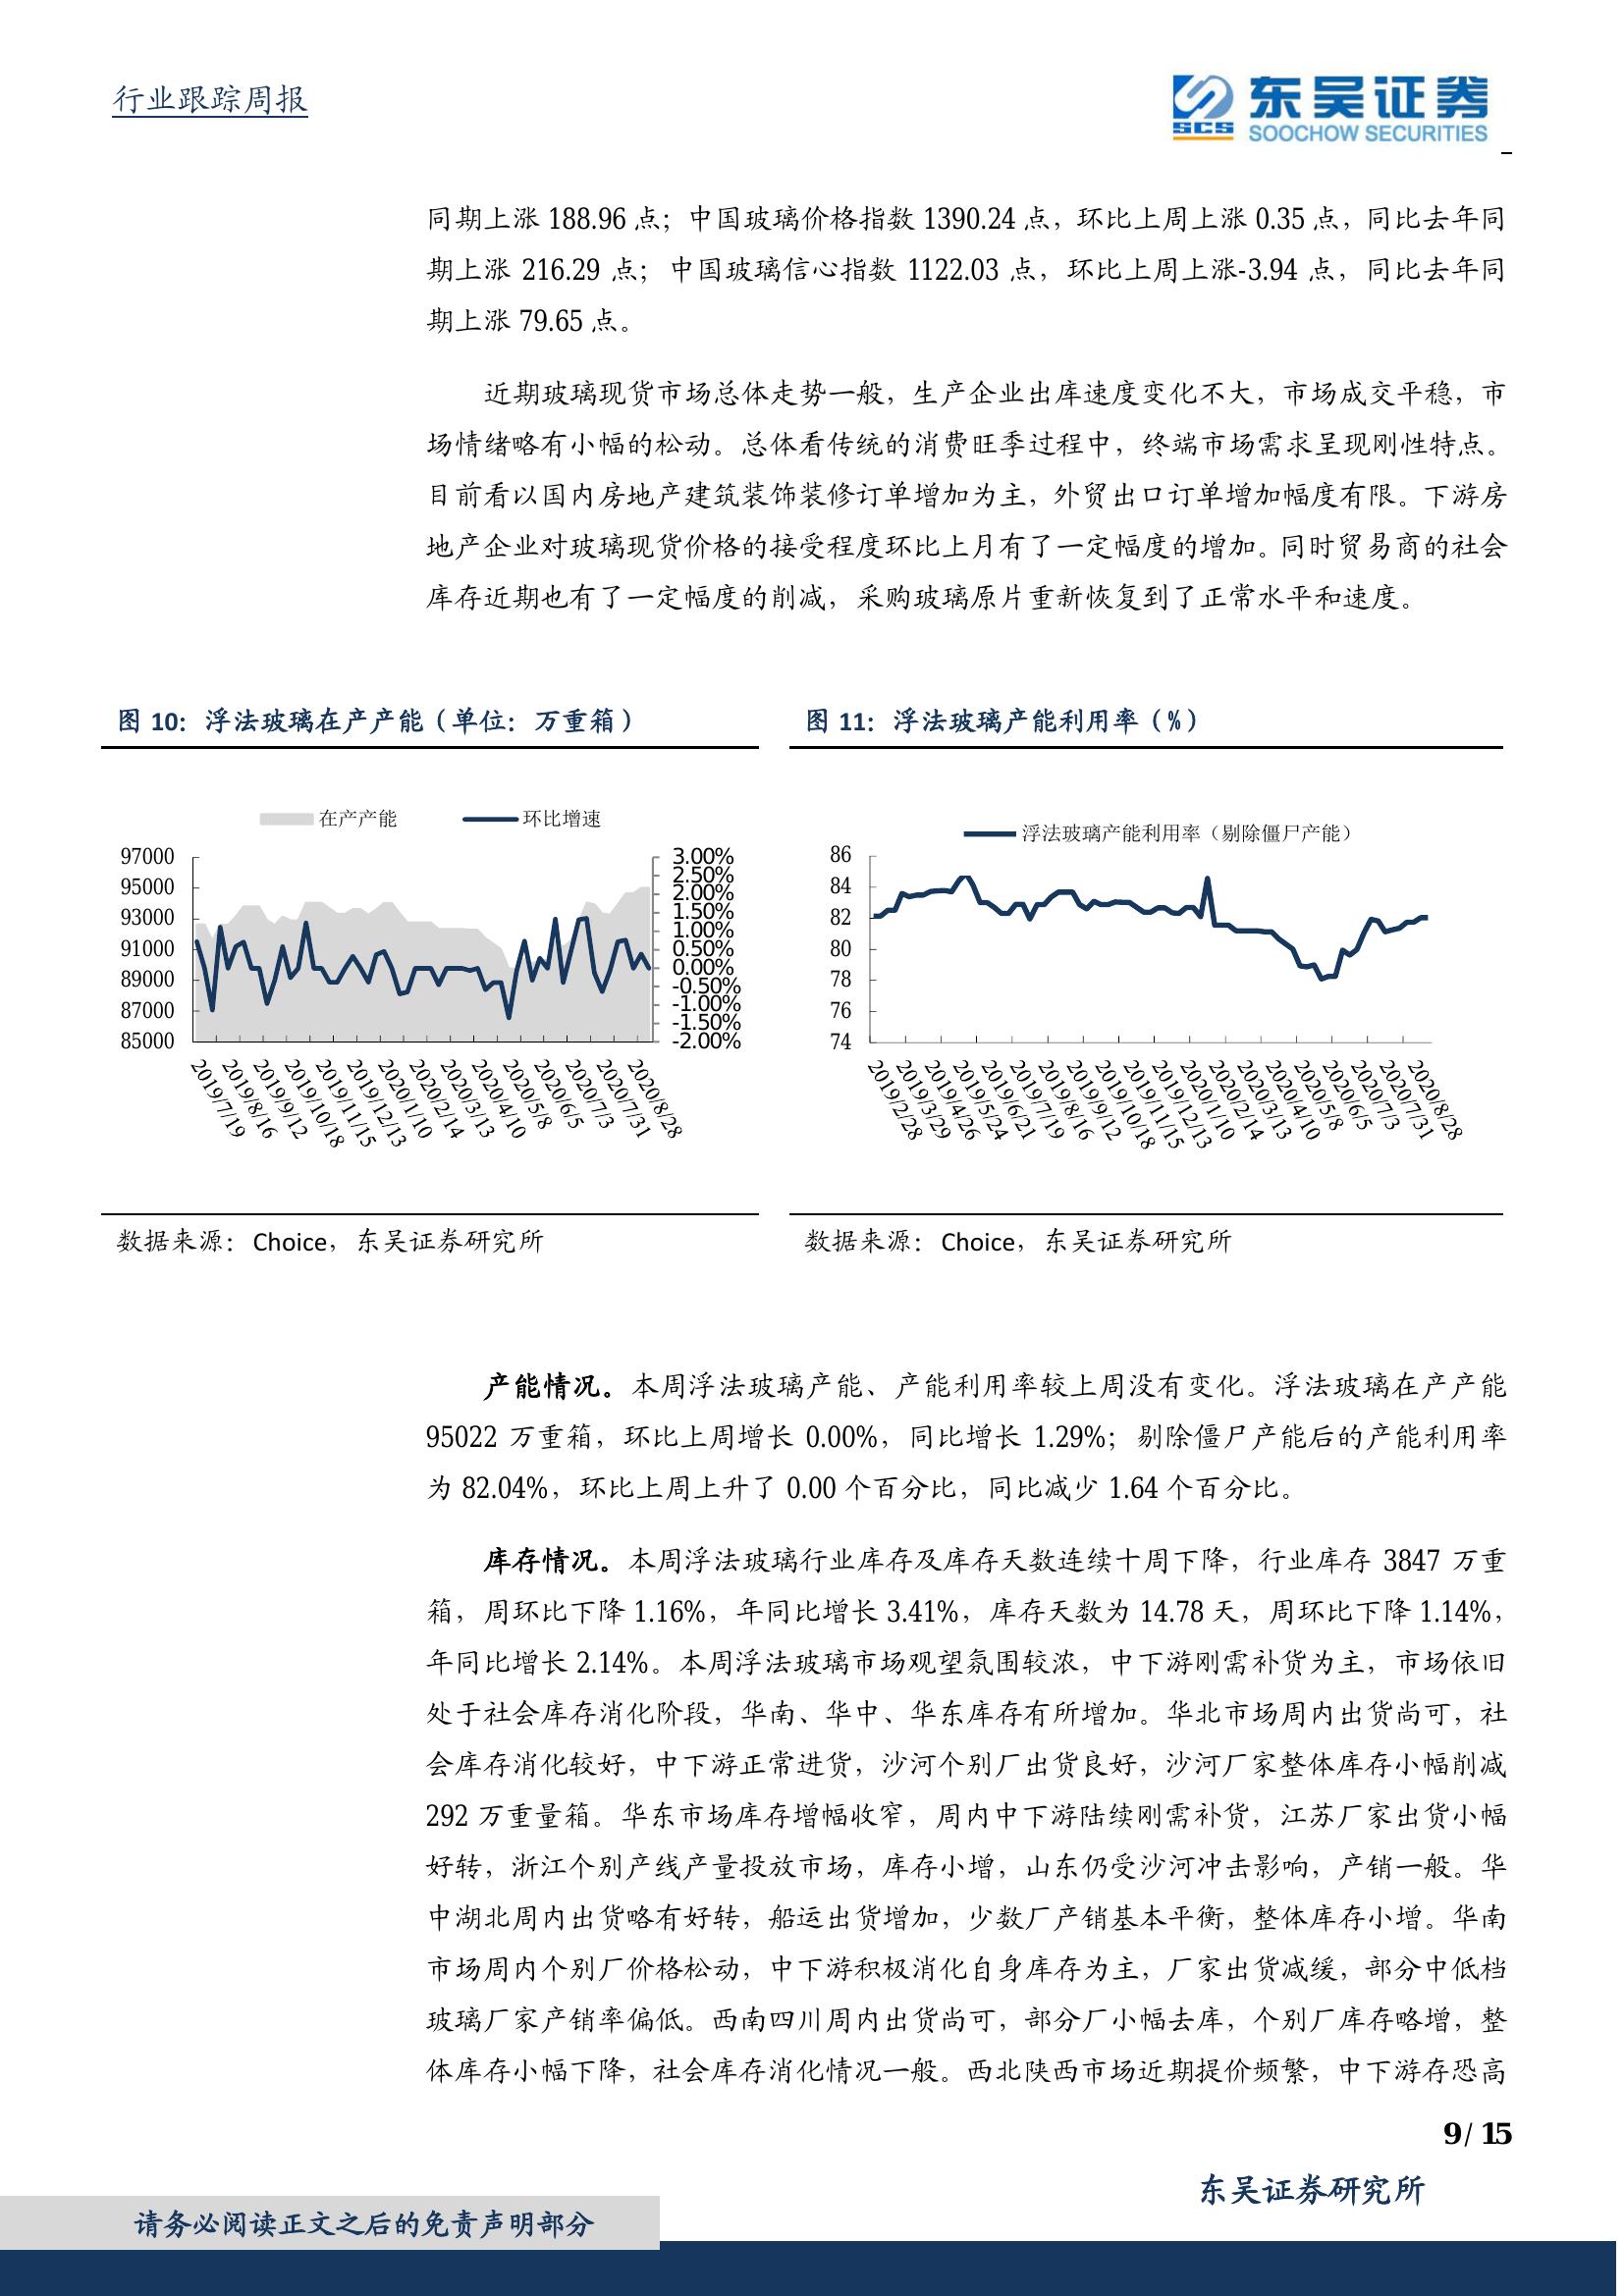 行业跟踪周报
东吴证券
SCS
SOOCHOW SECURITIES
同期上涨 188.96 点；中国玻璃价格指数 1390.24 点，环比上周上涨 0.35 点，同比去年同
期上涨 216.29 点；中国玻璃信心指数 1122.03 点，环比上周上涨-3.94 点，同比去年同
期上涨 79.65 点。
近期玻璃现货市场总体走势一般，生产企业出库速度变化不大，市场成交平稳，市
场情绪略有小幅的松动。总体看传统的消费旺季过程中，终端市场需求呈现刚性特点。
目前看以国内房地产建筑装饰装修订单增加为主，外贸出口订单增加幅度有限。下游房
地产企业对玻璃现货价格的接受程度环比上月有了一定幅度的增加。同时贸易商的社会
库存近期也有了一定幅度的削减，采购玻璃原片重新恢复到了正常水平和速度。
图 10：浮法玻璃在产产能（单位：万重箱）
在产产能 环比增速
97000
95000
93000
91000
89000
87000
85000
3.00%
2.50%
2.00%
1.50%
1.00%
0.50%
0.00%
-0.50%
-1.00%
-1.50%
-2.00%
2019/7/19
2019/8/16
2019/9/12
2019/10/18
2019/11/15
2019/12/13
2020/1/10
2020/2/14
2020/3/13
2020/4/10
2020/5/8
2020/6/5
2020/7/3
2020/7/31
2020/8/28
数据来源：Choice，东吴证券研究所
图 11：浮法玻璃产能利用率（%）
浮法玻璃产能利用率（剔除僵尸产能）
86
84
82
80
78
76
74
2019/2/28
2019/3/29
2019/4/26
2019/5/24
2019/6/21
2019/7/19
2019/8/16
2019/9/12
2019/10/18
2019/11/15
2019/12/13
2020/1/10
2020/2/14
2020/3/13
2020/4/10
2020/5/8
2020/6/5
2020/7/3
2020/7/31
2020/8/28
数据来源：Choice，东吴证券研究所
产能情况。本周浮法玻璃产能、产能利用率较上周没有变化。浮法玻璃在产产能
95022 万重箱，环比上周增长 0.00%，同比增长 1.29%；剔除僵尸产能后的产能利用率
为 82.04%，环比上周上升了 0.00 个百分比，同比减少 1.64 个百分比。
库存情况。本周浮法玻璃行业库存及库存天数连续十周下降，行业库存 3847 万重
箱，周环比下降 1.16%，年同比增长 3.41%，库存天数为 14.78 天，周环比下降 1.14%，
年同比增长 2.14%。本周浮法玻璃市场观望氛围较浓，中下游刚需补货为主，市场依旧
处于社会库存消化阶段，华南、华中、华东库存有所增加。华北市场周内出货尚可，社
会库存消化较好，中下游正常进货，沙河个别厂出货良好，沙河厂家整体库存小幅削减
292 万重量箱。华东市场库存增幅收窄，周内中下游陆续刚需补货，江苏厂家出货小幅
好转，浙江个别产线产量投放市场，库存小增，山东仍受沙河冲击影响，产销一般。华
中湖北周内出货略有好转，船运出货增加，少数厂产销基本平衡，整体库存小增。华南
市场周内个别厂价格松动，中下游积极消化自身库存为主，厂家出货减缓，部分中低档
玻璃厂家产销率偏低。西南四川周内出货尚可，部分厂小幅去库，个别厂库存略增，整
体库存小幅下降，社会库存消化情况一般。西北陕西市场近期提价频繁，中下游存恐高
9 / 15
东吴证券研究所
请务必阅读正文之后的免责声明部分